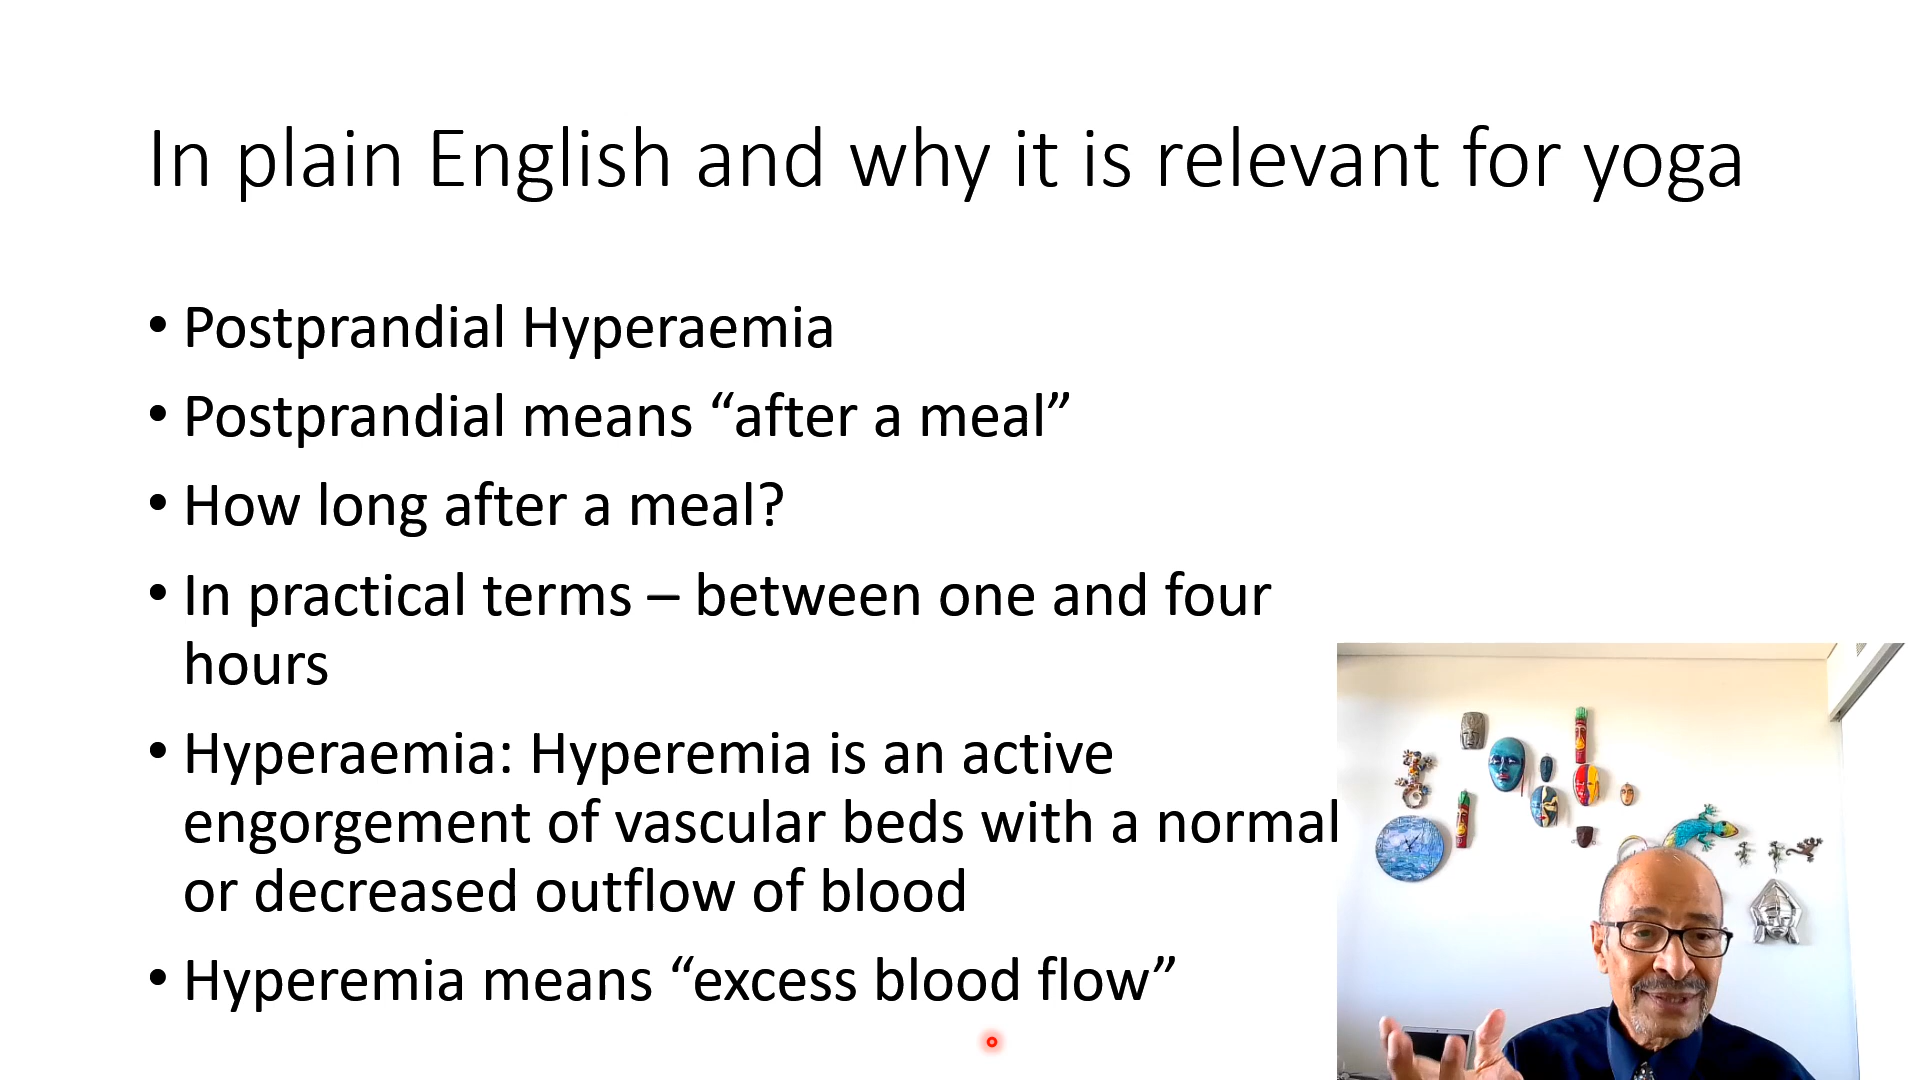 In plain English and why it is relevant for yoga
• Postprandial Hyperaemia
• Postprandial means “after a meal”
• How long after a meal?
• In practical terms – between one and four
hours
• Hyperaemia: Hyperemia is an active
engorgement of vascular beds with a normal
or decreased outflow of blood
• Hyperemia means “excess blood flow”